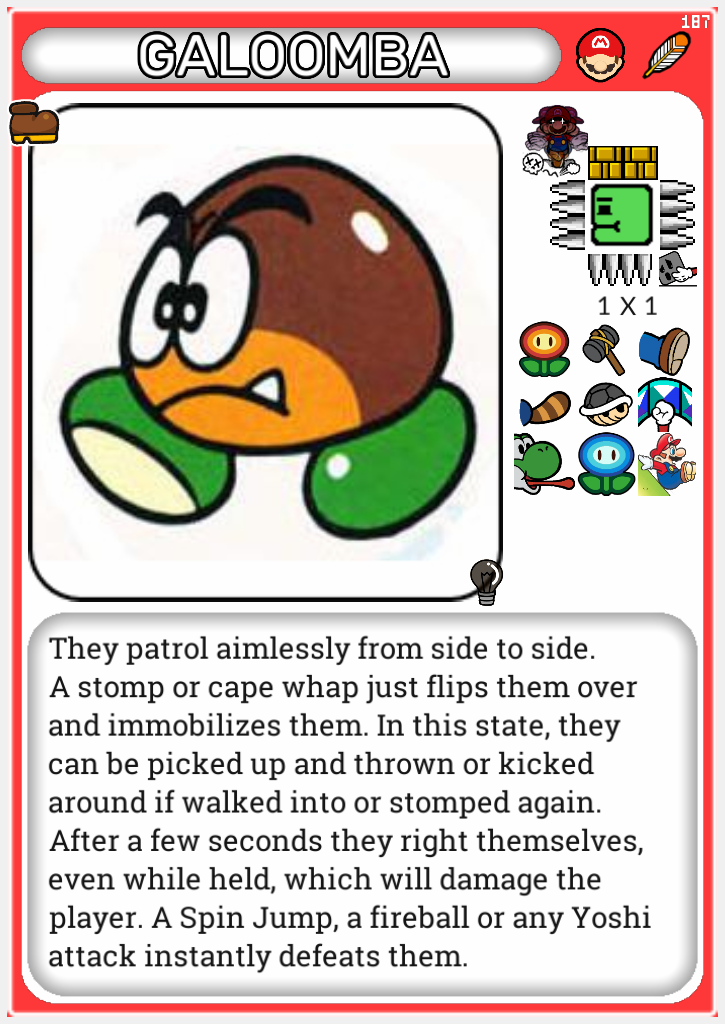 187
GALOOMBA
1 X 1
They patrol aimlessly from side to side.
A stomp or cape whap just flips them over
and immobilizes them. In this state, they
can be picked up and thrown or kicked
around if walked into or stomped again.
After a few seconds they right themselves,
even while held, which will damage the
player. A Spin Jump, a fireball or any Yoshi
attack instantly defeats them.